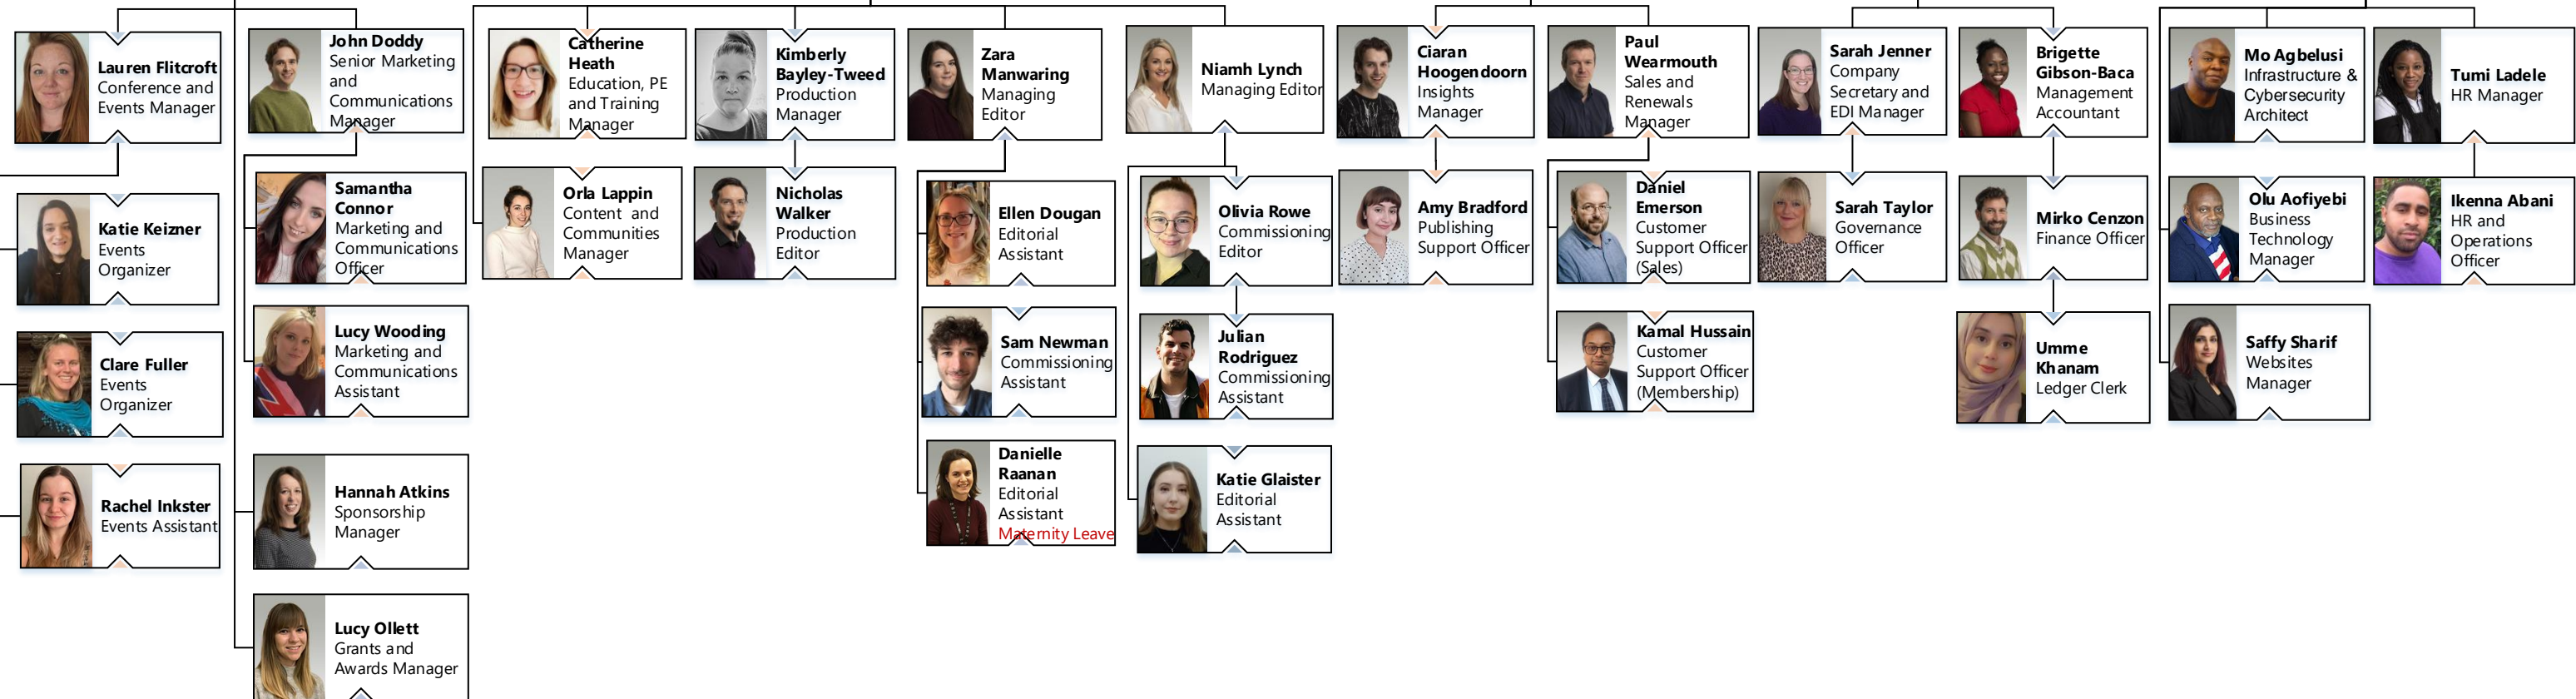 Lauren Flitcroft
Conference and
Events Manager
John Doddy
Senior Marketing
and
Communications
Manager
Catherine
Heath
Education, PE
and Training
Manager
Kimberly
Bayley-Tweed
Production
Manager
Zara
Manwaring
Managing
Editor
Niamh Lynch
Managing Editor
Ciaran
Hoogendoorn
Insights
Manager
Paul
Wearmouth
Sales and
Renewals
Manager
Sarah Jenner
Company
Secretary and
EDI Manager
Brigette
Gibson-Baca
Management
Accountant
Mo Agbelusi
Infrastructure &
Cybersecurity
Architect
Tumi Ladele
HR Manager
Katie Keizner
Events
Organizer
Samantha
Connor
Marketing and
Communications
Officer
Orla Lappin
Content and
Communities
Manager
Nicholas
Walker
Production
Editor
Ellen Dougan
Editorial
Assistant
Olivia Rowe
Commissioning
Editor
Amy Bradford
Publishing
Support Officer
Daniel
Emerson
Customer
Support Officer
(Sales)
Sarah Taylor
Governance
Officer
Mirko Cenzon
Finance Officer
Olu Aofiyebi
Business
Technology
Manager
Ikenna Abani
HR and
Operations
Officer
Clare Fuller
Events
Organizer
Lucy Wooding
Marketing and
Communications
Assistant
Sam Newman
Commissioning
Assistant
Julian
Rodriguez
Commissioning
Assistant
Kamal Hussain
Customer
Support Officer
(Membership)
Umme
Khanam
Ledger Clerk
Saffy Sharif
Websites
Manager
Rachel Inkster
Events Assistant
Hannah Atkins
Sponsorship
Manager
Danielle
Raanan
Editorial
Assistant
Maternity Leave
Katie Glaister
Editorial
Assistant
Lucy Ollett
Grants and
Awards Manager